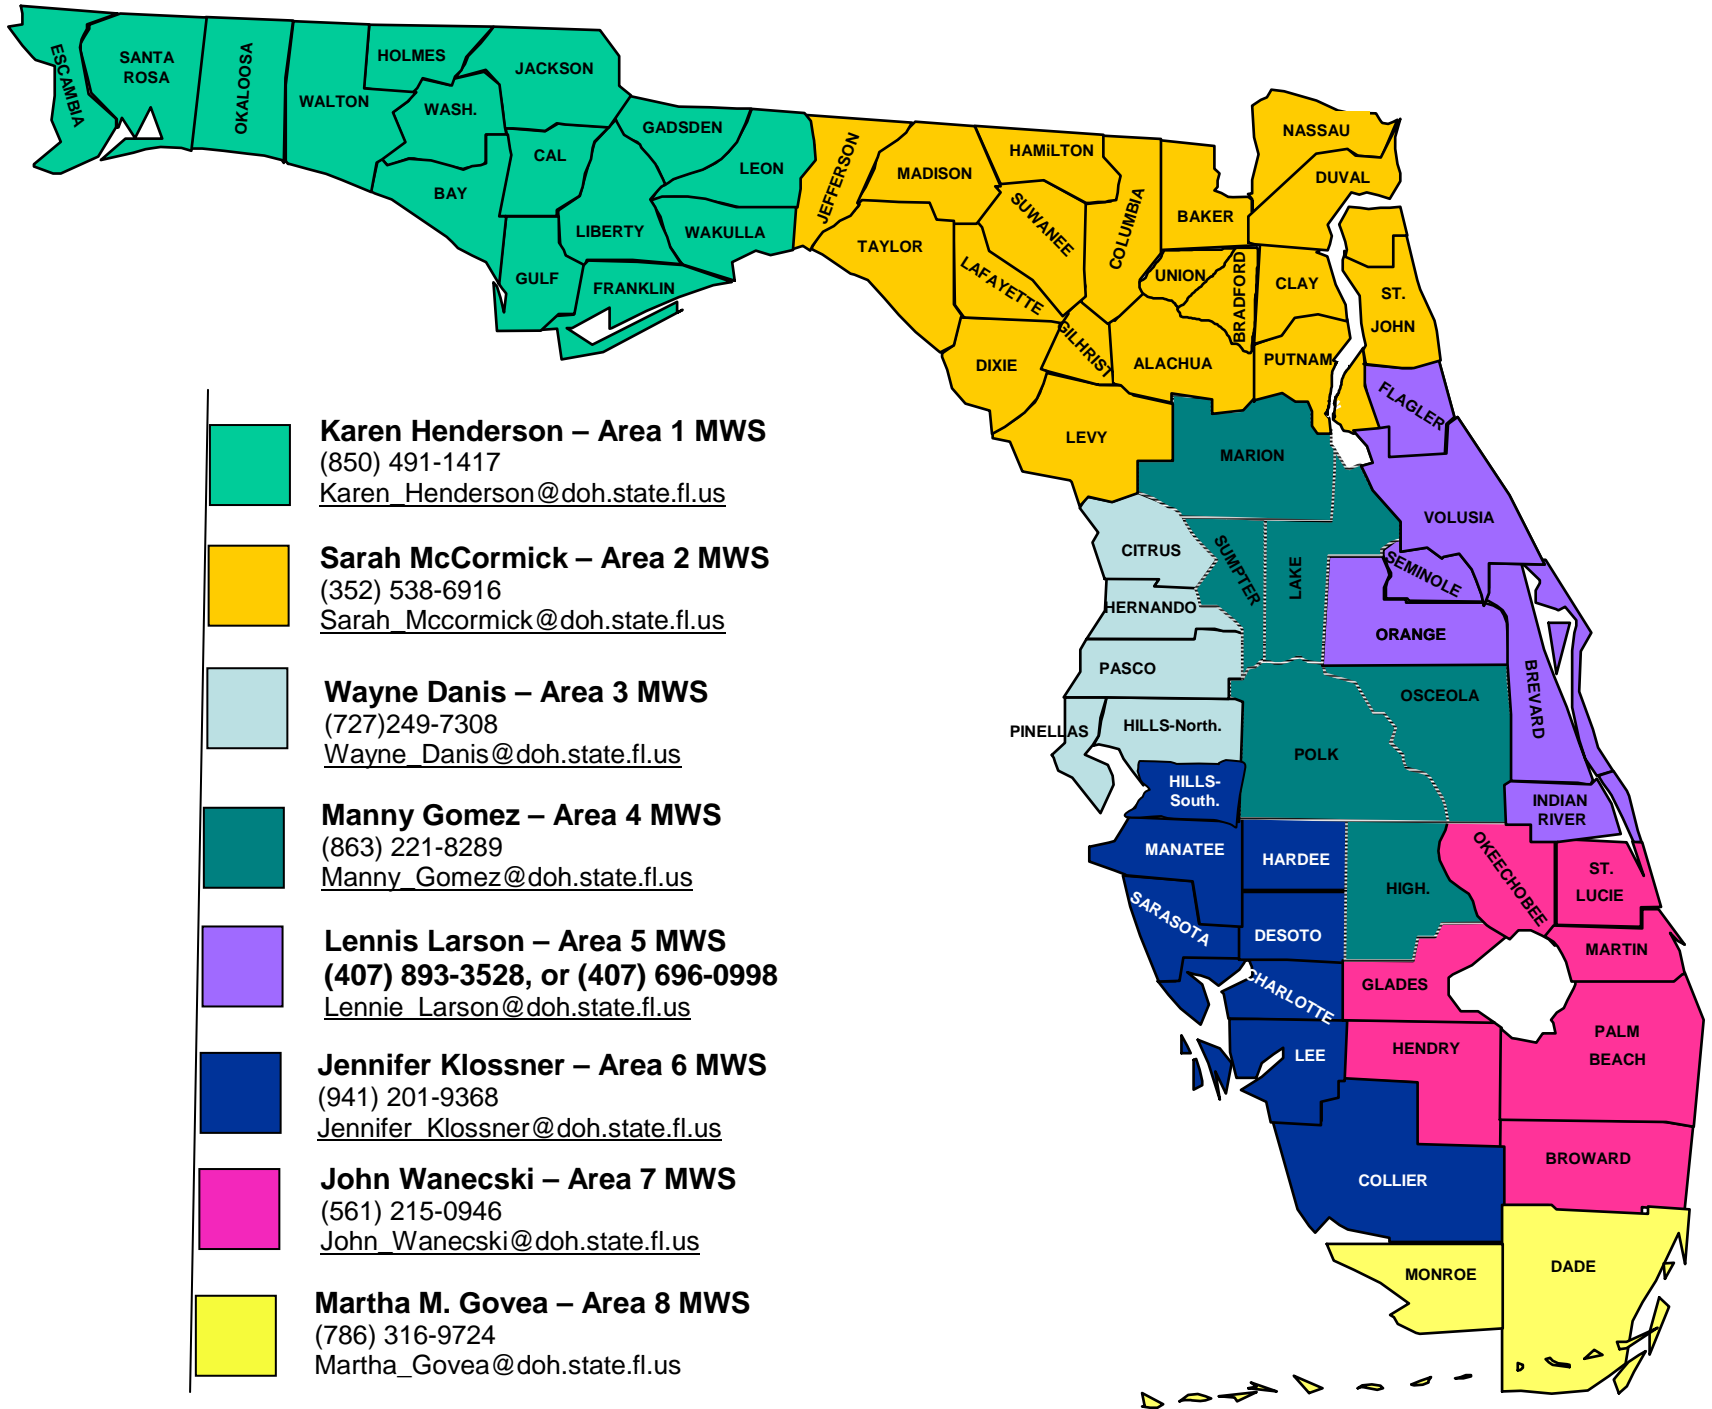 ESCAMBIA
SANTA
ROSA
OKALOOSA
WALTON
HOLMES
WASH.
JACKSON
BAY
CAL
GULF
LIBERTY
GADSDEN
LEON
WAKULLA
FRANKLIN
JEFFERSON
MADISON
TAYLOR
HAMiLTON
SUWANEE
LAFAYETTE
DIXIE
COLUMBIA
GILHRIST
LEVY
BAKER
UNION
BRADFORD
ALACHUA
NASSAU
DUVAL
CLAY
PUTNAM
ST.
JOHN
FLAGLER
MARION
VOLUSIA
CITRUS
SUMPTER
LAKE
SEMINOLE
HERNANDO
ORANGE
PASCO
BREVARD
OSCEOLA
PINELLAS
HILLS-North.
POLK
HILLS-
South.
INDIAN
RIVER
MANATEE
HARDEE
HIGH.
OKEECHOBEE
ST.
LUCIE
SARASOTA
DESOTO
MARTIN
CHARLOTTE
GLADES
LEE
HENDRY
PALM
BEACH
COLLIER
BROWARD
MONROE
DADE
Karen Henderson – Area 1 MWS
(850) 491-1417
Karen_Henderson@doh.state.fl.us
Sarah McCormick – Area 2 MWS
(352) 538-6916
Sarah_Mccormick@doh.state.fl.us
Wayne Danis – Area 3 MWS
(727)249-7308
Wayne_Danis@doh.state.fl.us
Manny Gomez – Area 4 MWS
(863) 221-8289
Manny_Gomez@doh.state.fl.us
Lennis Larson – Area 5 MWS
(407) 893-3528, or (407) 696-0998
Lennie_Larson@doh.state.fl.us
Jennifer Klossner – Area 6 MWS
(941) 201-9368
Jennifer_Klossner@doh.state.fl.us
John Wanecski – Area 7 MWS
(561) 215-0946
John_Wanecski@doh.state.fl.us
Martha M. Govea – Area 8 MWS
(786) 316-9724
Martha_Govea@doh.state.fl.us